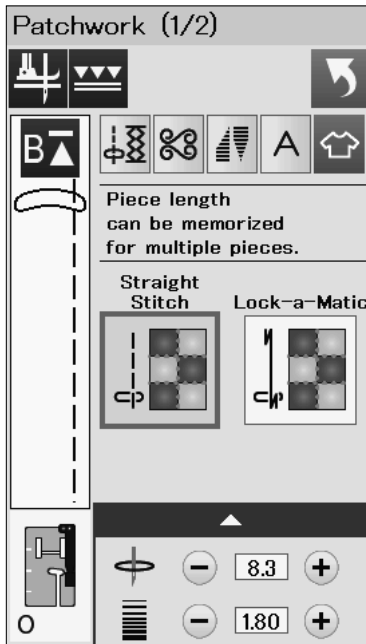 Patchwork (1/2)
B
A
Piece length
can be memorized
for multiple pieces.
Straight
Stitch
Lock-a-Matic
8.3
1.80
O